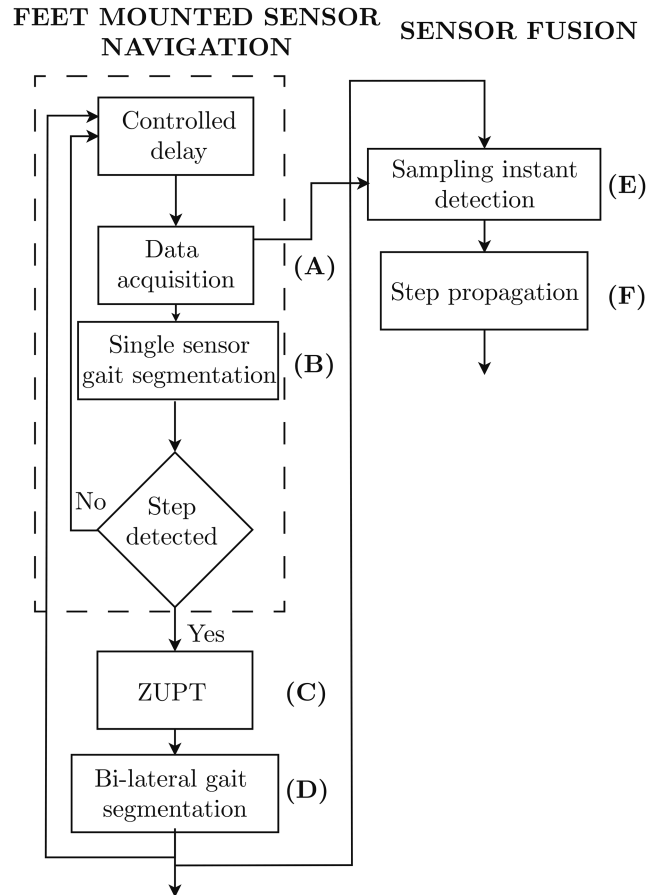 FEET MOUNTED SENSOR
NAVIGATION
SENSOR FUSION
Controlled
delay
Data
acquisition
(A)
Single sensor
gait segmentation
(B)
No
Step
detected
Yes
ZUPT
(C)
Bi-lateral gait
segmentation
(D)
Sampling instant
detection
(E)
Step propagation
(F)